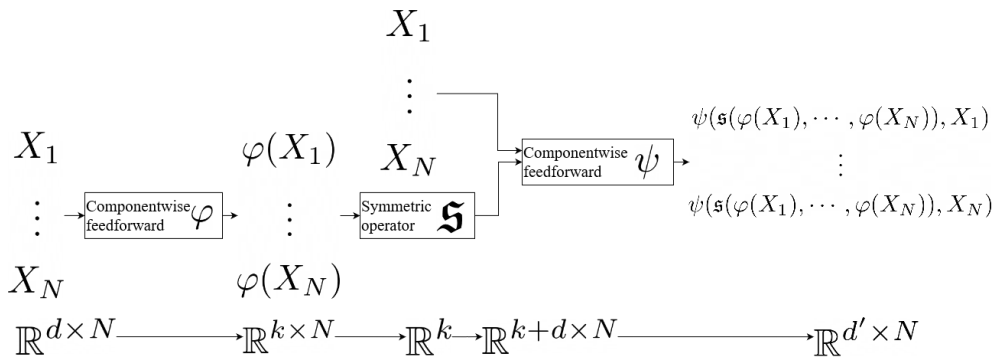 X_1
⋮
X_N
Componentwise
feedforward φ
φ(X_1)
⋮
φ(X_N)
X_1
⋮
X_N
Symmetric
operator 𝔖
Componentwise
feedforward ψ
ψ(𝔰(φ(X_1), ⋯ , φ(X_N)), X_1)
⋮
ψ(𝔰(φ(X_1), ⋯ , φ(X_N)), X_N)
ℝ^{d×N} → ℝ^{k×N} → ℝ^k → ℝ^{k+d×N} → ℝ^{d′×N}